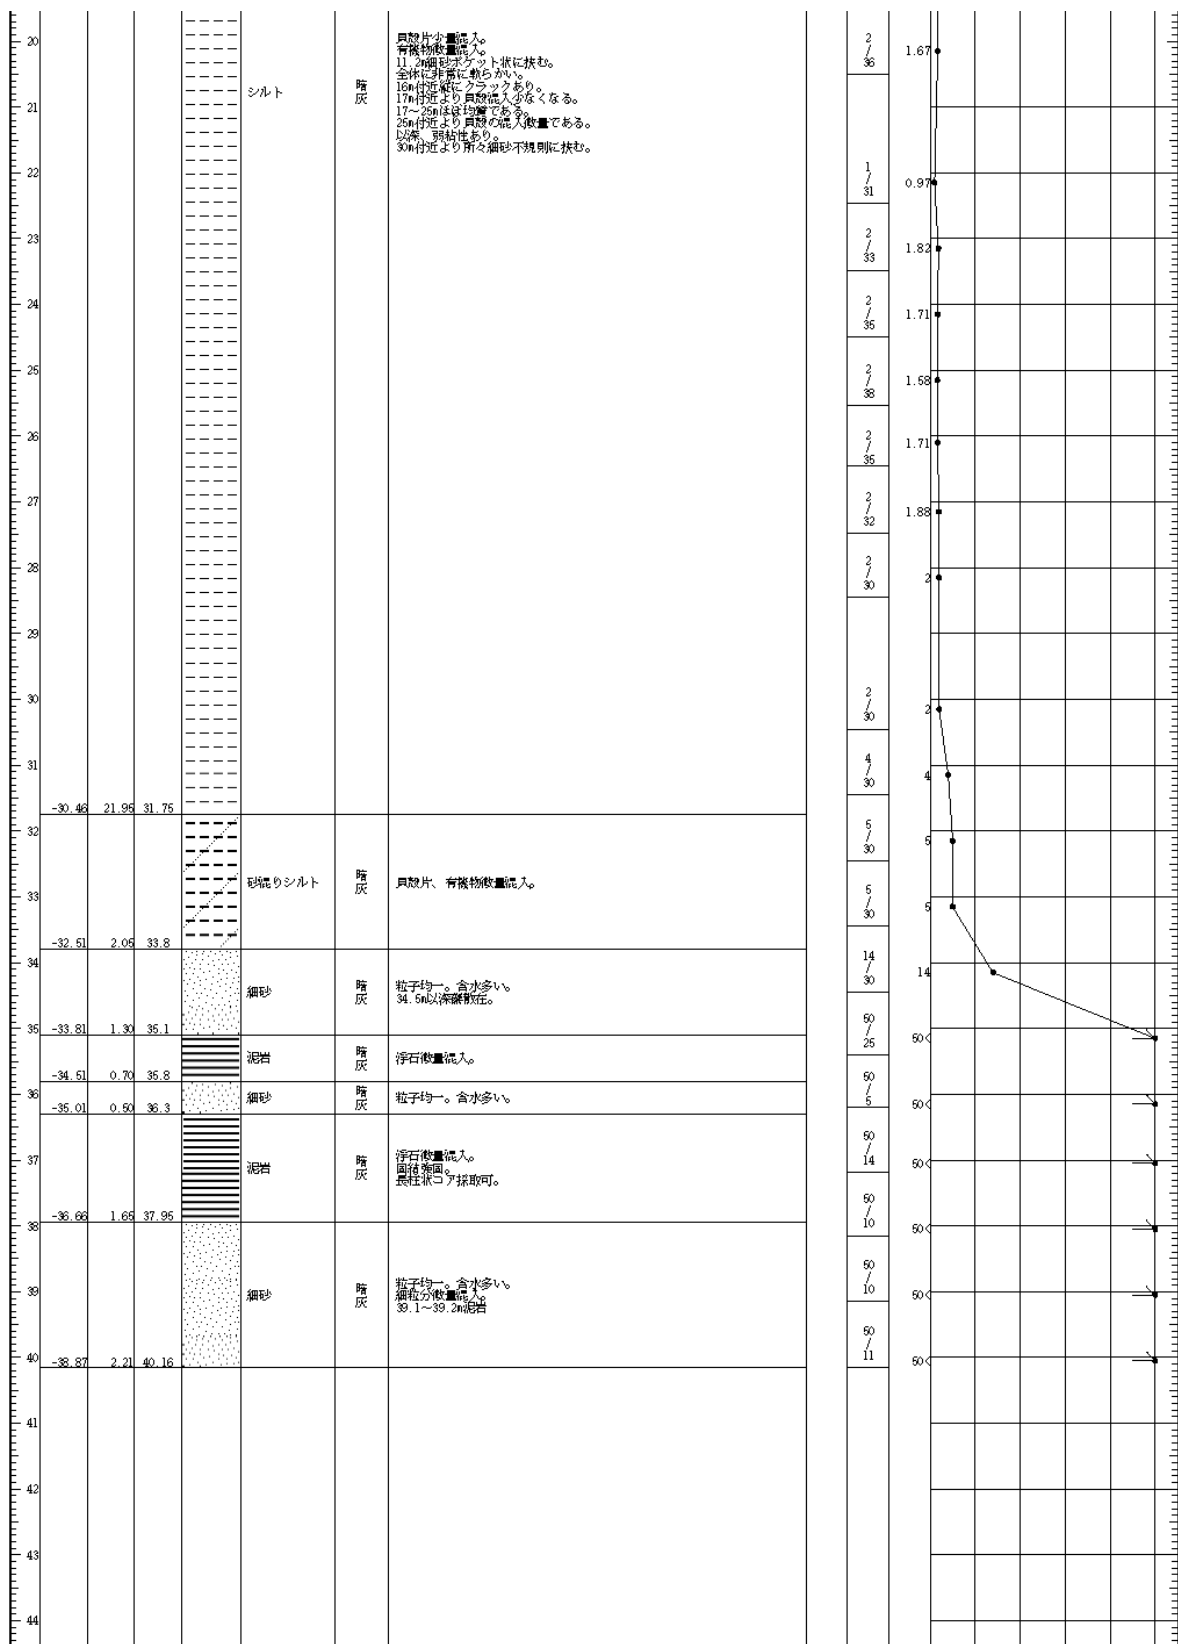 20
貝殻片少量混入。
有機物微量混入。
11.2m細砂ポケット状に挟む。
全体に非常に軟らかい。
16m付近縦にクラックあり。
17m付近より貝殻混入少なくなる。
17～25mほぼ均質である。
25m付近より貝殻の混入微量である。
以深、弱粘性あり。
30m付近より所々細砂不規則に挟む。
シルト
暗灰
2/36
1.67
21
22
1/31
0.97
23
2/33
1.82
24
2/35
1.71
25
2/38
1.58
26
2/35
1.71
27
2/32
1.88
28
2/30
2
29
30
2/30
2
31
4/30
4
-30.46 21.95 31.75
32
5/30
5
砂混りシルト
暗灰
貝殻片、有機物微量混入。
33
5/30
5
-32.51 2.05 33.8
34
14/30
14
細砂
暗灰
粒子均一。含水多い。
34.5m以深礫散在。
35
-33.81 1.30 35.1
50/25
50<
泥岩
暗灰
浮石微量混入。
-34.51 0.70 35.8
36
50/5
50<
細砂
暗灰
粒子均一。含水多い。
-35.01 0.50 36.3
37
50/14
50<
泥岩
暗灰
浮石微量混入。
固結強固。
長柱状コア採取可。
-36.66 1.65 37.95
38
50/10
50<
39
50/10
50<
細砂
暗灰
粒子均一。含水多い。
細粒分微量混入。
39.1～39.2m泥岩
40
-38.87 2.21 40.16
50/11
50<
41
42
43
44